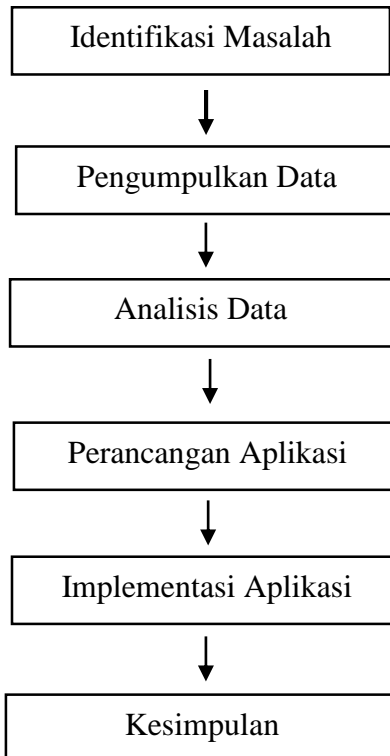 Identifikasi Masalah
Pengumpulkan Data
Analisis Data
Perancangan Aplikasi
Implementasi Aplikasi
Kesimpulan